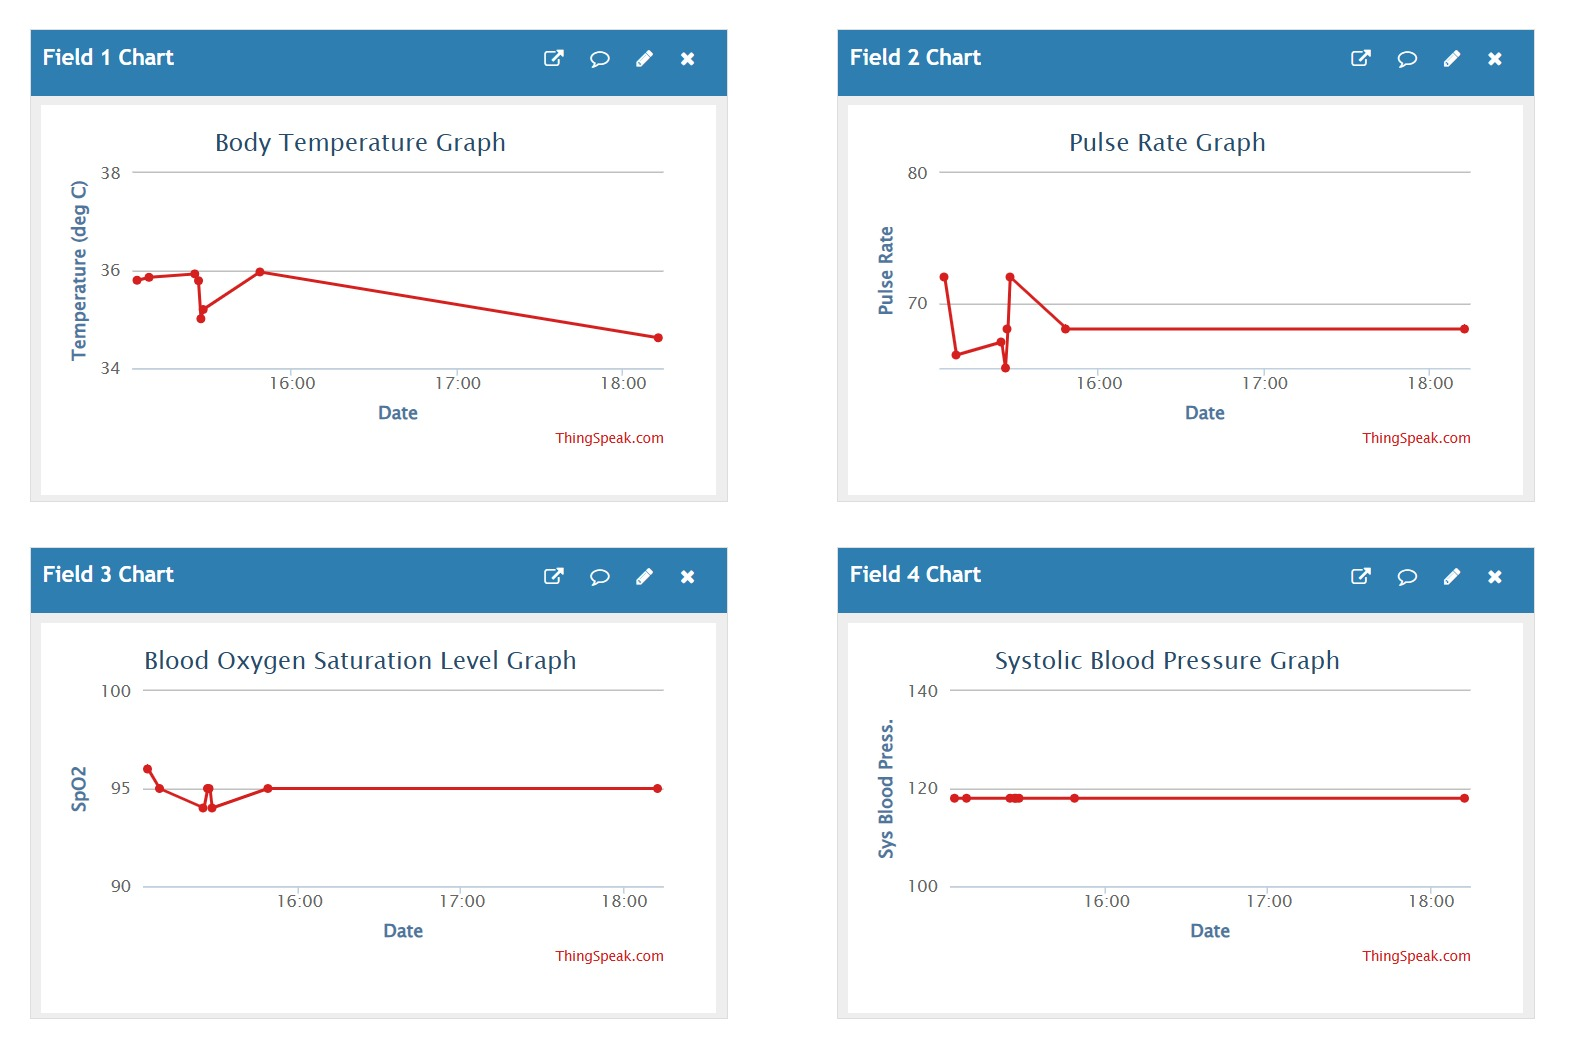 Field 1 Chart
Body Temperature Graph
Temperature (deg C)
38
36
34
16:00 17:00 18:00
Date
ThingSpeak.com
Field 2 Chart
Pulse Rate Graph
Pulse Rate
80
70
16:00 17:00 18:00
Date
ThingSpeak.com
Field 3 Chart
Blood Oxygen Saturation Level Graph
SpO2
100
95
90
16:00 17:00 18:00
Date
ThingSpeak.com
Field 4 Chart
Systolic Blood Pressure Graph
Sys Blood Press.
140
120
100
16:00 17:00 18:00
Date
ThingSpeak.com